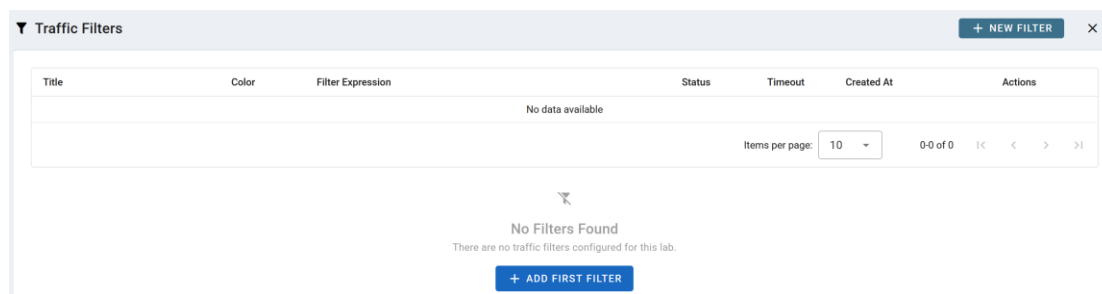 Traffic Filters
+ NEW FILTER
Title Color Filter Expression Status Timeout Created At Actions
No data available
Items per page: 10 0-0 of 0
No Filters Found
There are no traffic filters configured for this lab.
+ ADD FIRST FILTER